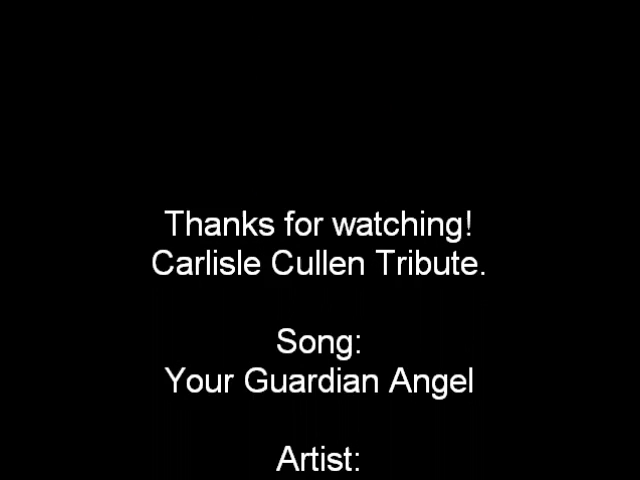 Thanks for watching!
Carlisle Cullen Tribute.
Song:
Your Guardian Angel
Artist: